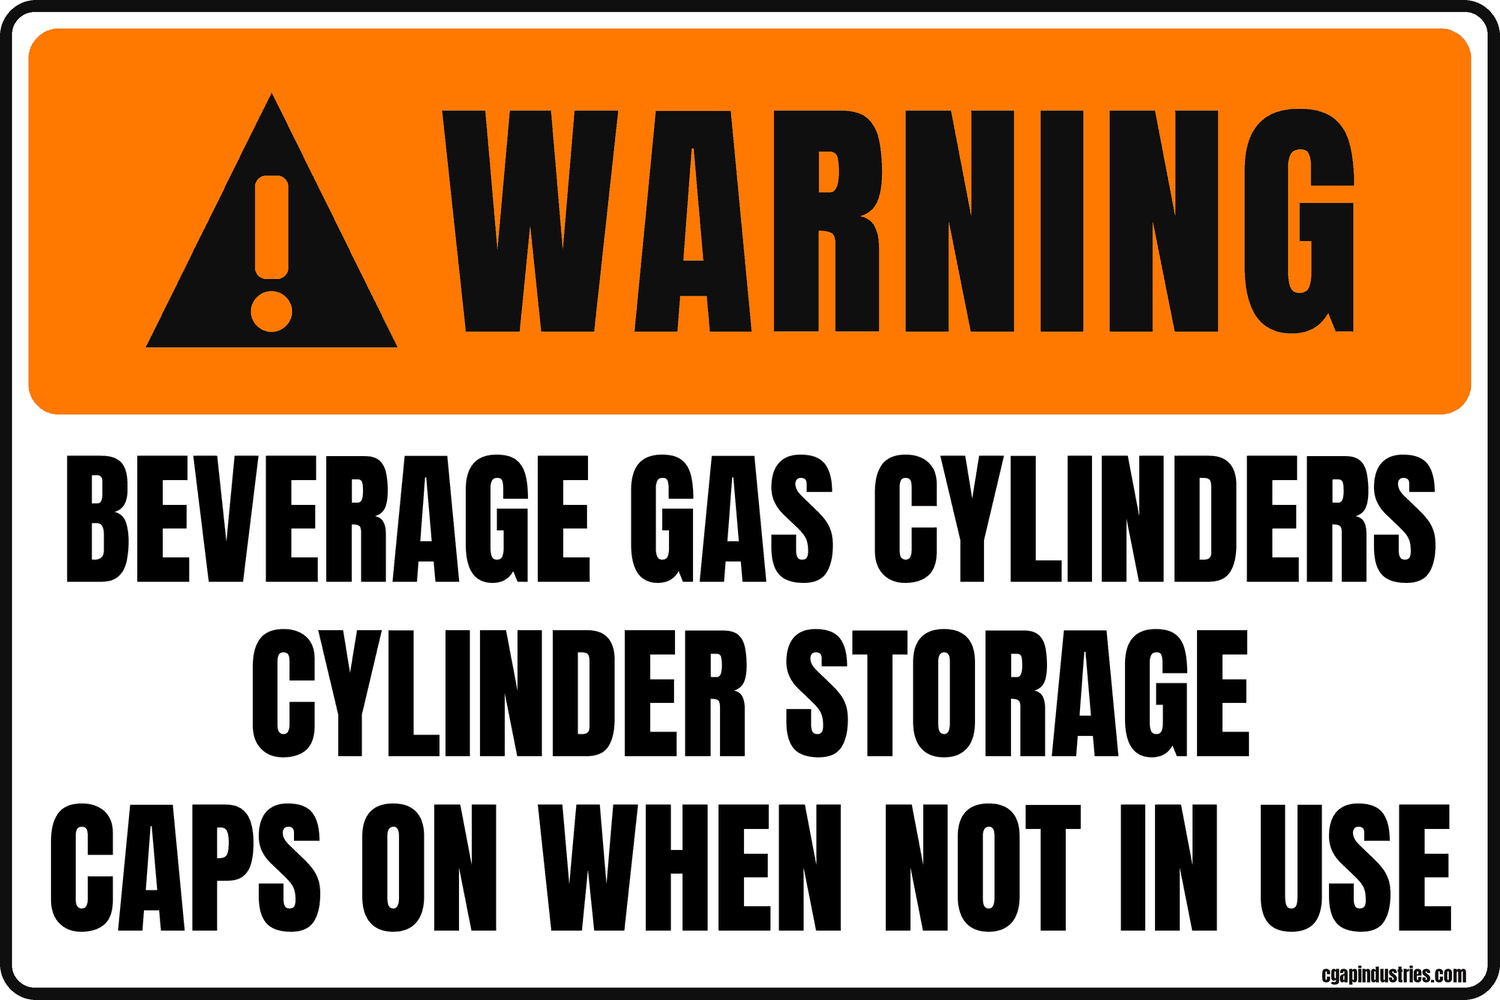 WARNING
BEVERAGE GAS CYLINDERS
CYLINDER STORAGE
CAPS ON WHEN NOT IN USE
cgapindustries.com